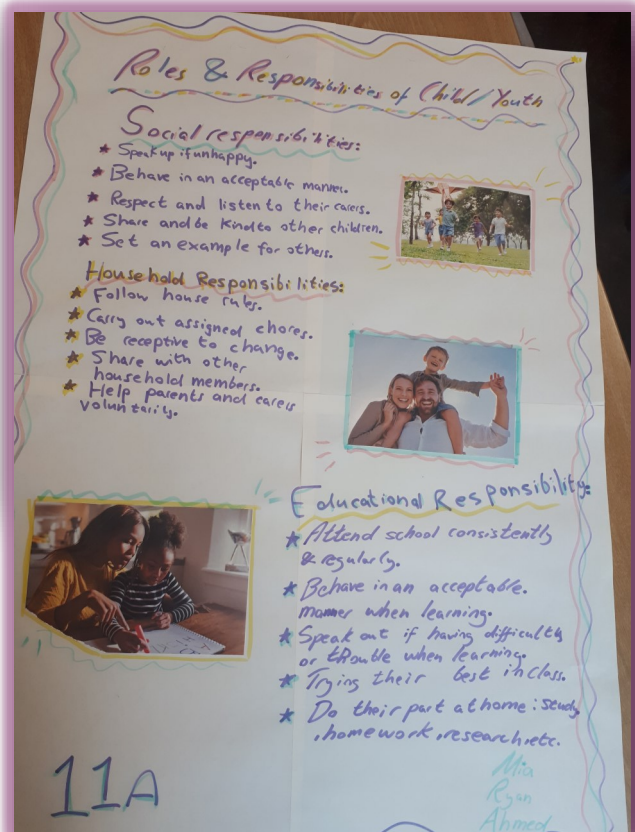 Roles & Responsibilities of Child/Youth
Social responsibilities:
★ Speak up if unhappy.
★ Behave in an acceptable manner.
★ Respect and listen to their carers.
★ Share and be kind to other children.
★ Set an example for others.
Household Responsibilities:
★ Follow house rules.
★ Carry out assigned chores.
★ Be receptive to change.
★ Share with other
household members.
★ Help parents and carers
voluntarily.
Educational Responsibility:
★ Attend school consistently
& regularly.
★ Behave in an acceptable.
manner when learning.
★ Speak out if having difficulty
or trouble when learning.
★ Trying their best in class.
★ Do their part at home: study
, homework, research, etc.
11A
Mia
Ryan
Ahmed